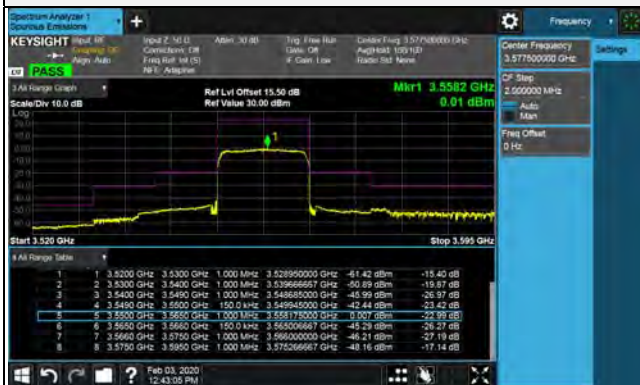 Spectrum Analyzer 1
Spurious Emissions
+
Frequency
KEYSIGHT Input: RF
Coupling: DC
Align: Auto
Input Z: 50 Ω
Corrections: Off
Freq Ref: Int (S)
NFE: Adaptive
Atten: 30 dB
Trig: Free Run
Gate: Off
IF Gain: Low
Center Freq: 3.577500000 GHz
Avg|Hold: 100/100
Radio Std: None
PASS
Center Frequency
3.577500000 GHz
Settings
CF Step
2.000000 MHz
Auto
Man
Freq Offset
0 Hz
3 All Range Graph
Scale/Div 10.0 dB
Ref Lvl Offset 15.50 dB
Ref Value 30.00 dBm
Mkr1 3.5582 GHz
0.01 dBm
Log
1
Start 3.520 GHz
Stop 3.595 GHz
All Range Table
1 1 3.5200 GHz 3.5300 GHz 1.000 MHz 3.528950000 GHz -61.42 dBm -15.40 dB
2 2 3.5300 GHz 3.5400 GHz 1.000 MHz 3.539666667 GHz -50.89 dBm -19.87 dB
3 3 3.5400 GHz 3.5490 GHz 1.000 MHz 3.548685000 GHz -45.99 dBm -26.97 dB
4 4 3.5490 GHz 3.5500 GHz 150.0 kHz 3.549945000 GHz -42.44 dBm -23.42 dB
5 5 3.5500 GHz 3.5650 GHz 1.000 MHz 3.558175000 GHz 0.007 dBm -22.99 dB
6 6 3.5650 GHz 3.5660 GHz 150.0 kHz 3.565006667 GHz -45.29 dBm -26.27 dB
7 7 3.5660 GHz 3.5750 GHz 1.000 MHz 3.566000000 GHz -46.21 dBm -27.19 dB
8 8 3.5750 GHz 3.5950 GHz 1.000 MHz 3.575266667 GHz -48.16 dBm -17.14 dB
?
Feb 03, 2020
12:43:05 PM